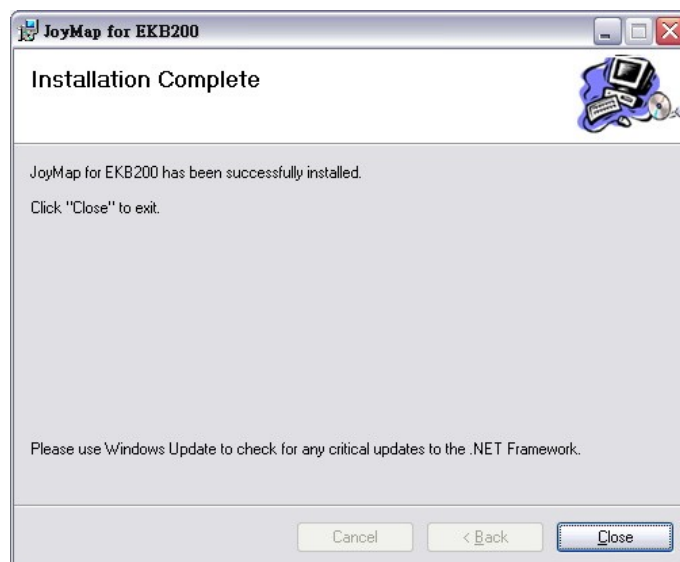 JoyMap for EKB200
Installation Complete
JoyMap for EKB200 has been successfully installed.
Click "Close" to exit.
Please use Windows Update to check for any critical updates to the .NET Framework.
Cancel
< Back
Close